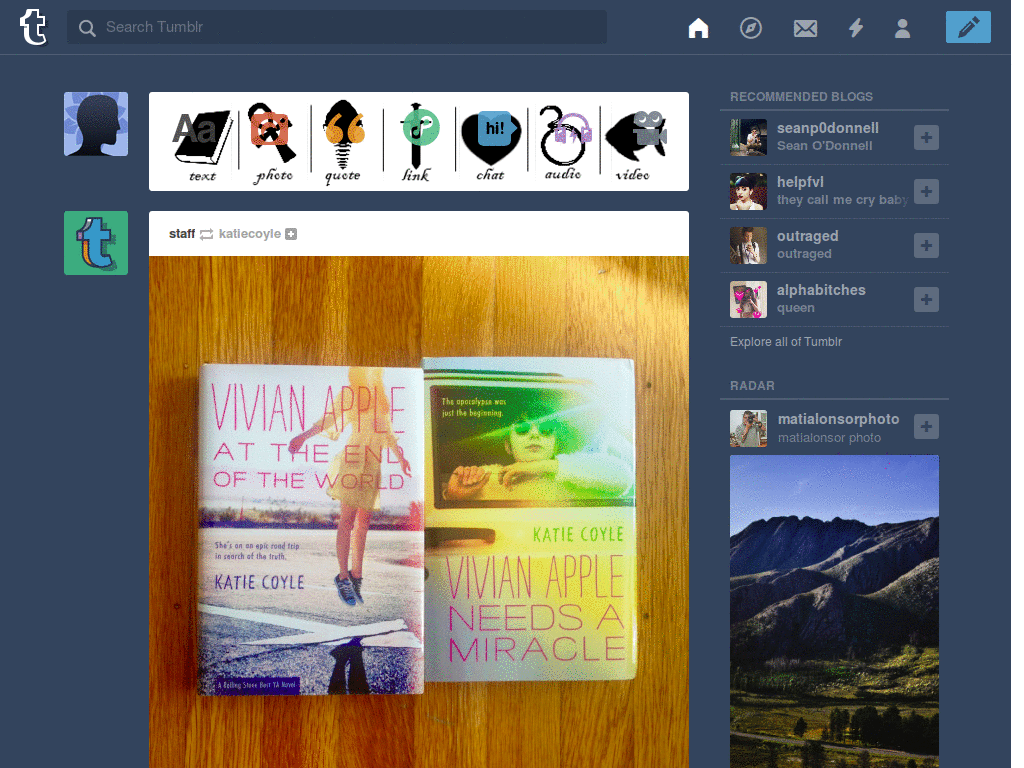 t
Search Tumblr
Aa
hi!
text
photo
quote
link
chat
audio
video
staff katiecoyle
VIVIAN APPLE
AT THE END
OF THE WORLD
She's on an epic road trip
in search of the truth.
KATIE COYLE
A Rolling Stone Best YA Novel
The apocalypse was
just the beginning.
KATIE COYLE
VIVIAN APPLE
NEEDS A
MIRACLE
RECOMMENDED BLOGS
seanp0donnell
Sean O'Donnell
helpfvl
they call me cry baby
outraged
outraged
alphabitches
queen
Explore all of Tumblr
RADAR
matialonsorphoto
matialonsor photo